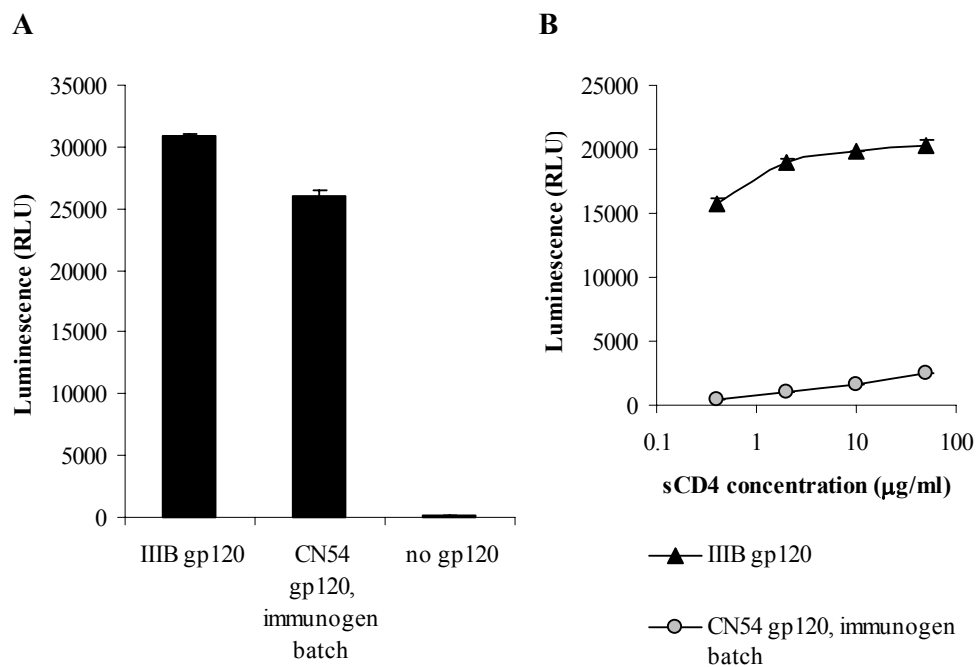 A
35000
30000
25000
20000
15000
10000
5000
0
Luminescence (RLU)
IIIB gp120
CN54
gp120,
immunogen
batch
no gp120
B
25000
20000
15000
10000
5000
0
Luminescence (RLU)
0.1
1
10
100
sCD4 concentration (μg/ml)
IIIB gp120
CN54 gp120, immunogen
batch